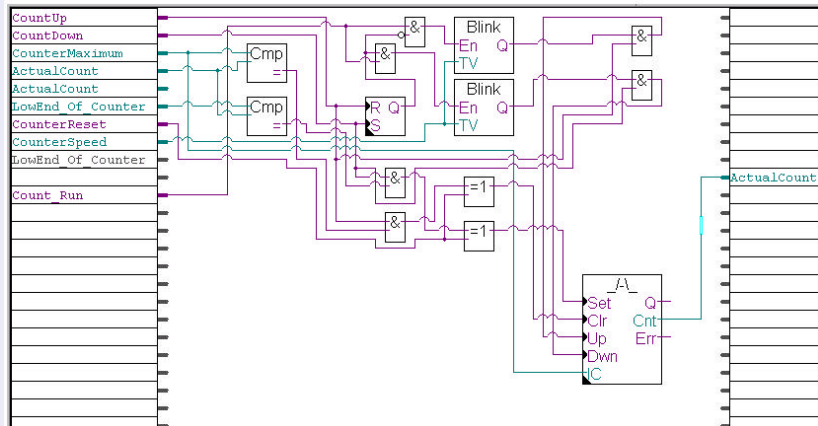 CountUp
CountDown
CounterMaximum
ActualCount
ActualCount
LowEnd_Of_Counter
CounterReset
CounterSpeed
LowEnd_Of_Counter
Count_Run
&
&
Cmp
=
Cmp
=
R Q
S
Blink
En Q
TV
Blink
En Q
TV
&
&
&
&
=1
=1
_/-\_
Set Q
Clr Cnt
Up Err
Dwn
IC
ActualCount